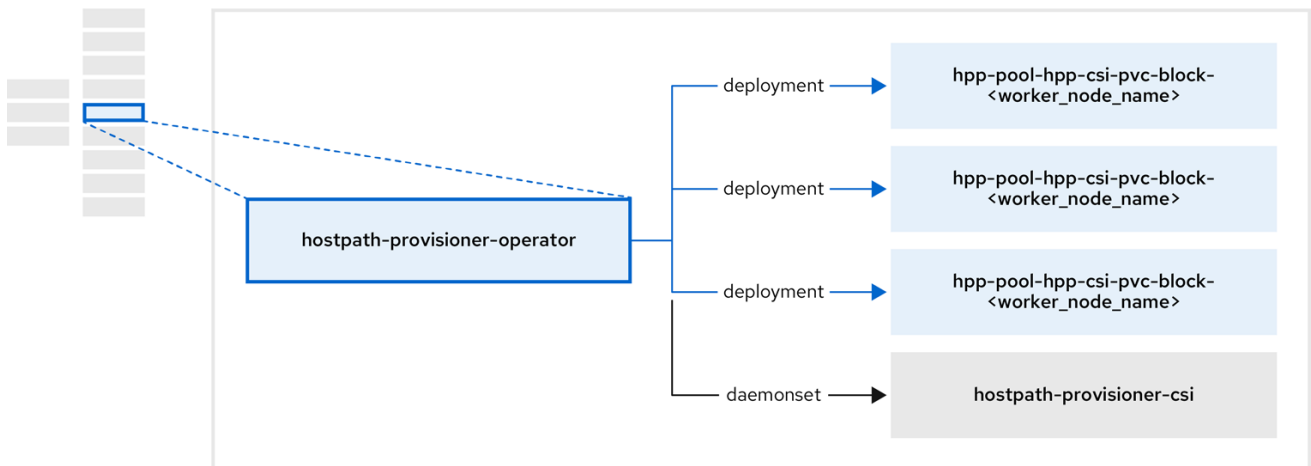 deployment
hpp-pool-hpp-csi-pvc-block-
<worker_node_name>
deployment
hpp-pool-hpp-csi-pvc-block-
<worker_node_name>
hostpath-provisioner-operator
deployment
hpp-pool-hpp-csi-pvc-block-
<worker_node_name>
daemonset
hostpath-provisioner-csi